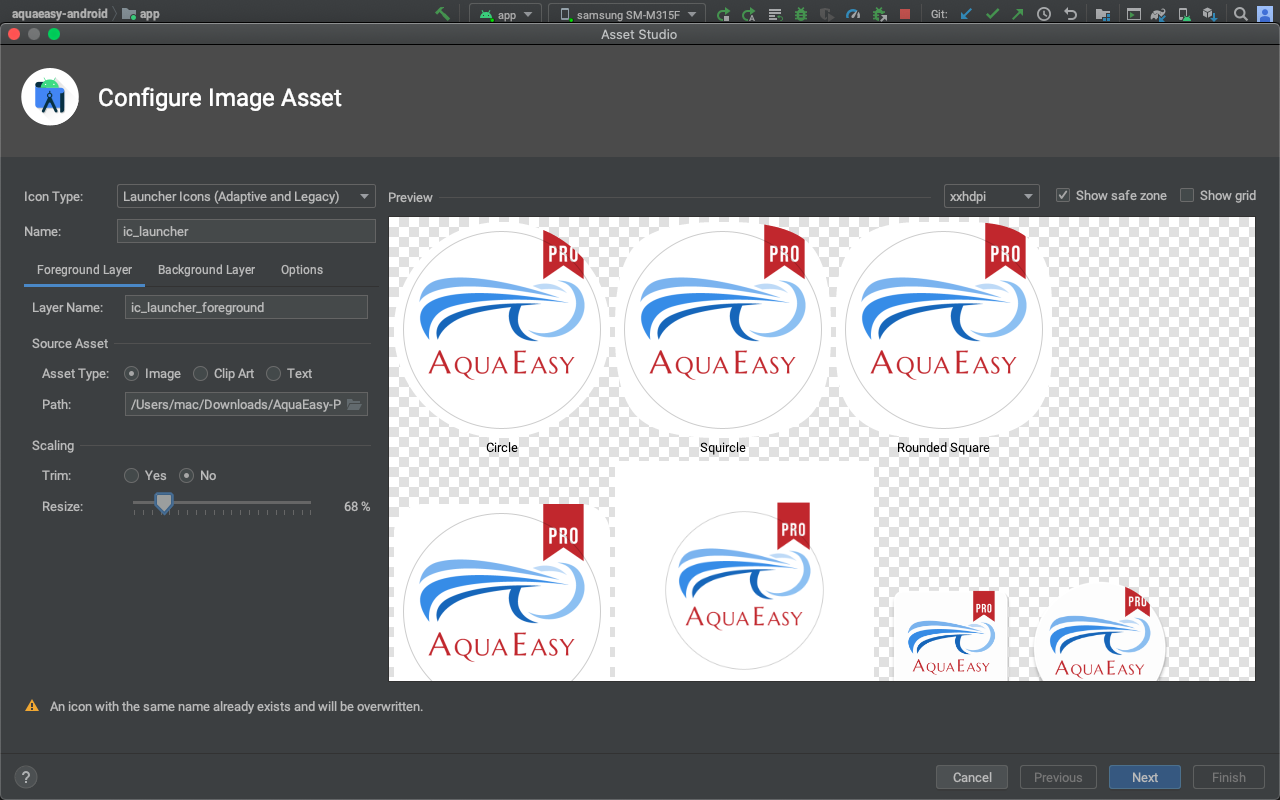 aquaeasy-android
app
app
samsung SM-M315F
Git:
Asset Studio
Configure Image Asset
Icon Type:
Launcher Icons (Adaptive and Legacy)
Name:
ic_launcher
Foreground Layer
Background Layer
Options
Layer Name:
ic_launcher_foreground
Source Asset
Asset Type:
Image
Clip Art
Text
Path:
/Users/mac/Downloads/AquaEasy-P
Scaling
Trim:
Yes
No
Resize:
68 %
Preview
xxhdpi
Show safe zone
Show grid
PRO
AQUAEASY
Circle
PRO
AQUAEASY
Squircle
PRO
AQUAEASY
Rounded Square
PRO
AQUAEASY
PRO
AQUAEASY
PRO
AQUAEASY
PRO
AQUAEASY
An icon with the same name already exists and will be overwritten.
?
Cancel
Previous
Next
Finish